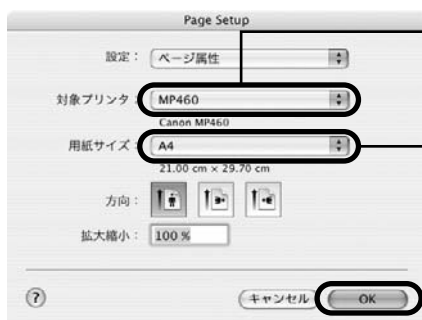 Page Setup
設定： ページ属性
対象プリンタ： MP460
Canon MP460
用紙サイズ： A4
21.00 cm × 29.70 cm
方向：
拡大縮小： 100 %
? キャンセル OK